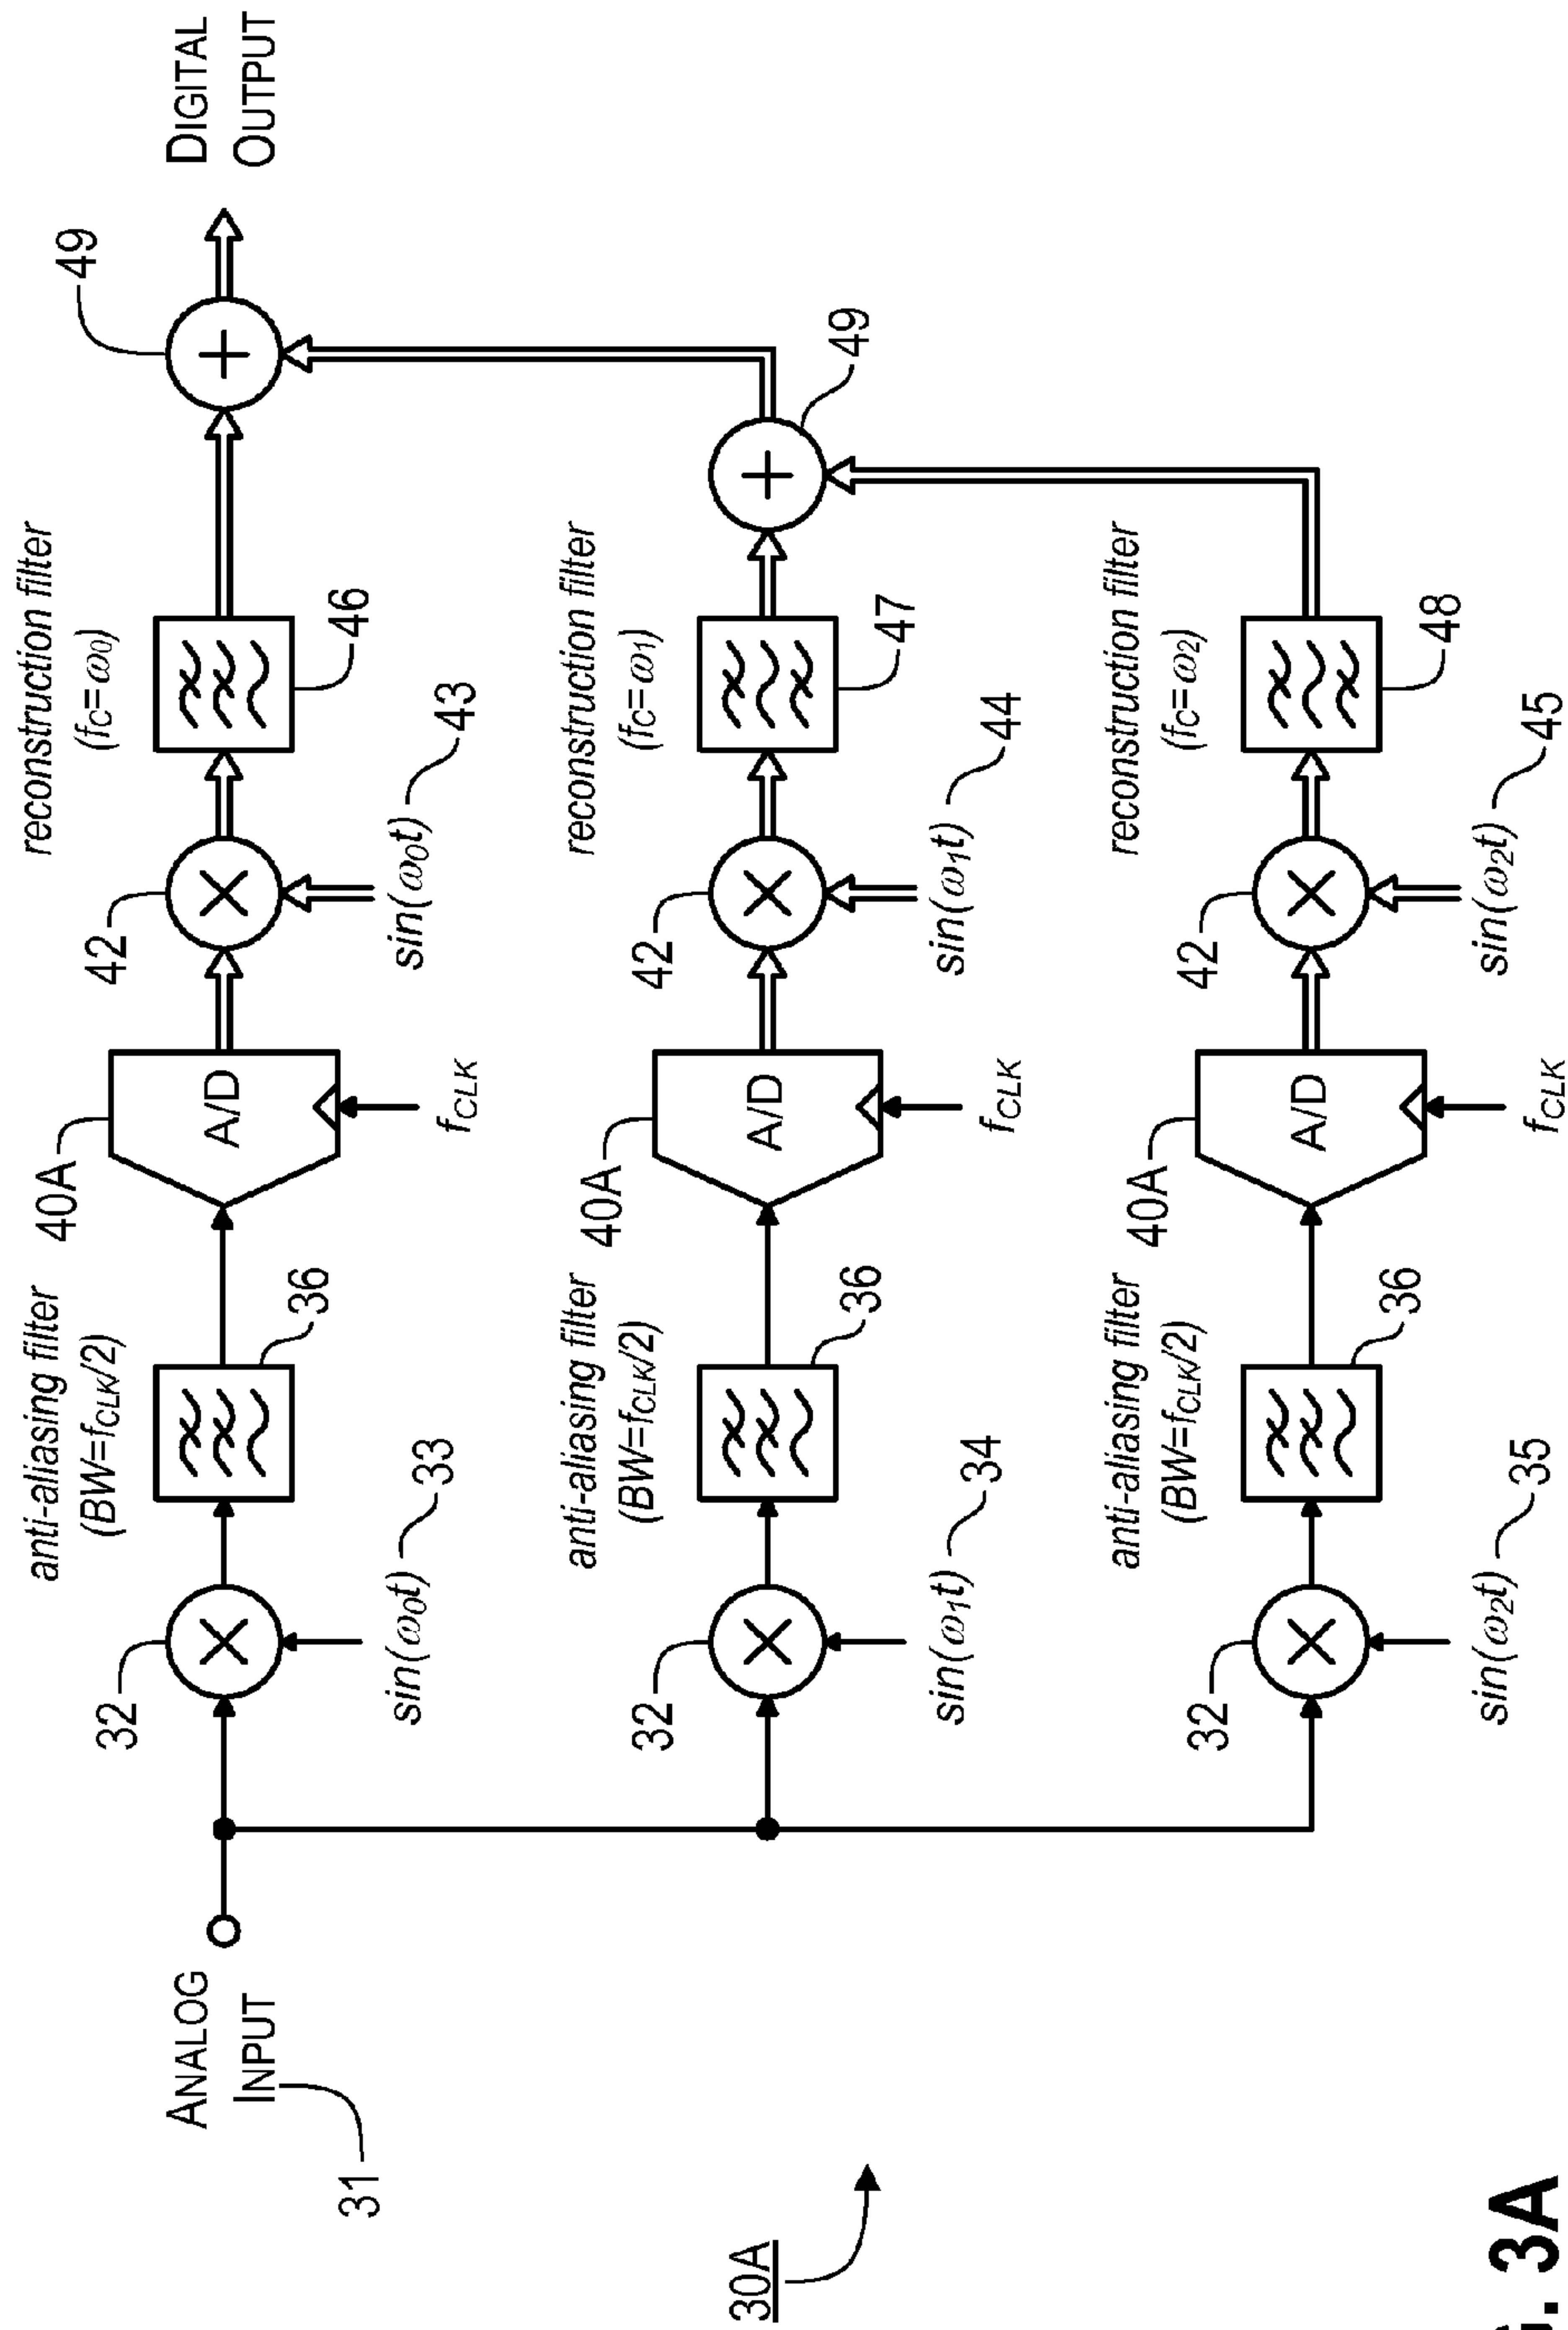 ANALOG
INPUT
31
32
sin(ω0t)
33
anti-aliasing filter
(BW=fCLK/2)
36
40A
A/D
fCLK
42
sin(ω0t)
43
reconstruction filter
(fC=ω0)
46
49
DIGITAL
OUTPUT
32
sin(ω1t)
34
anti-aliasing filter
(BW=fCLK/2)
36
40A
A/D
fCLK
42
sin(ω1t)
44
reconstruction filter
(fC=ω1)
47
49
32
sin(ω2t)
35
anti-aliasing filter
(BW=fCLK/2)
36
40A
A/D
fCLK
42
sin(ω2t)
45
reconstruction filter
(fC=ω2)
48
30A
G. 3A